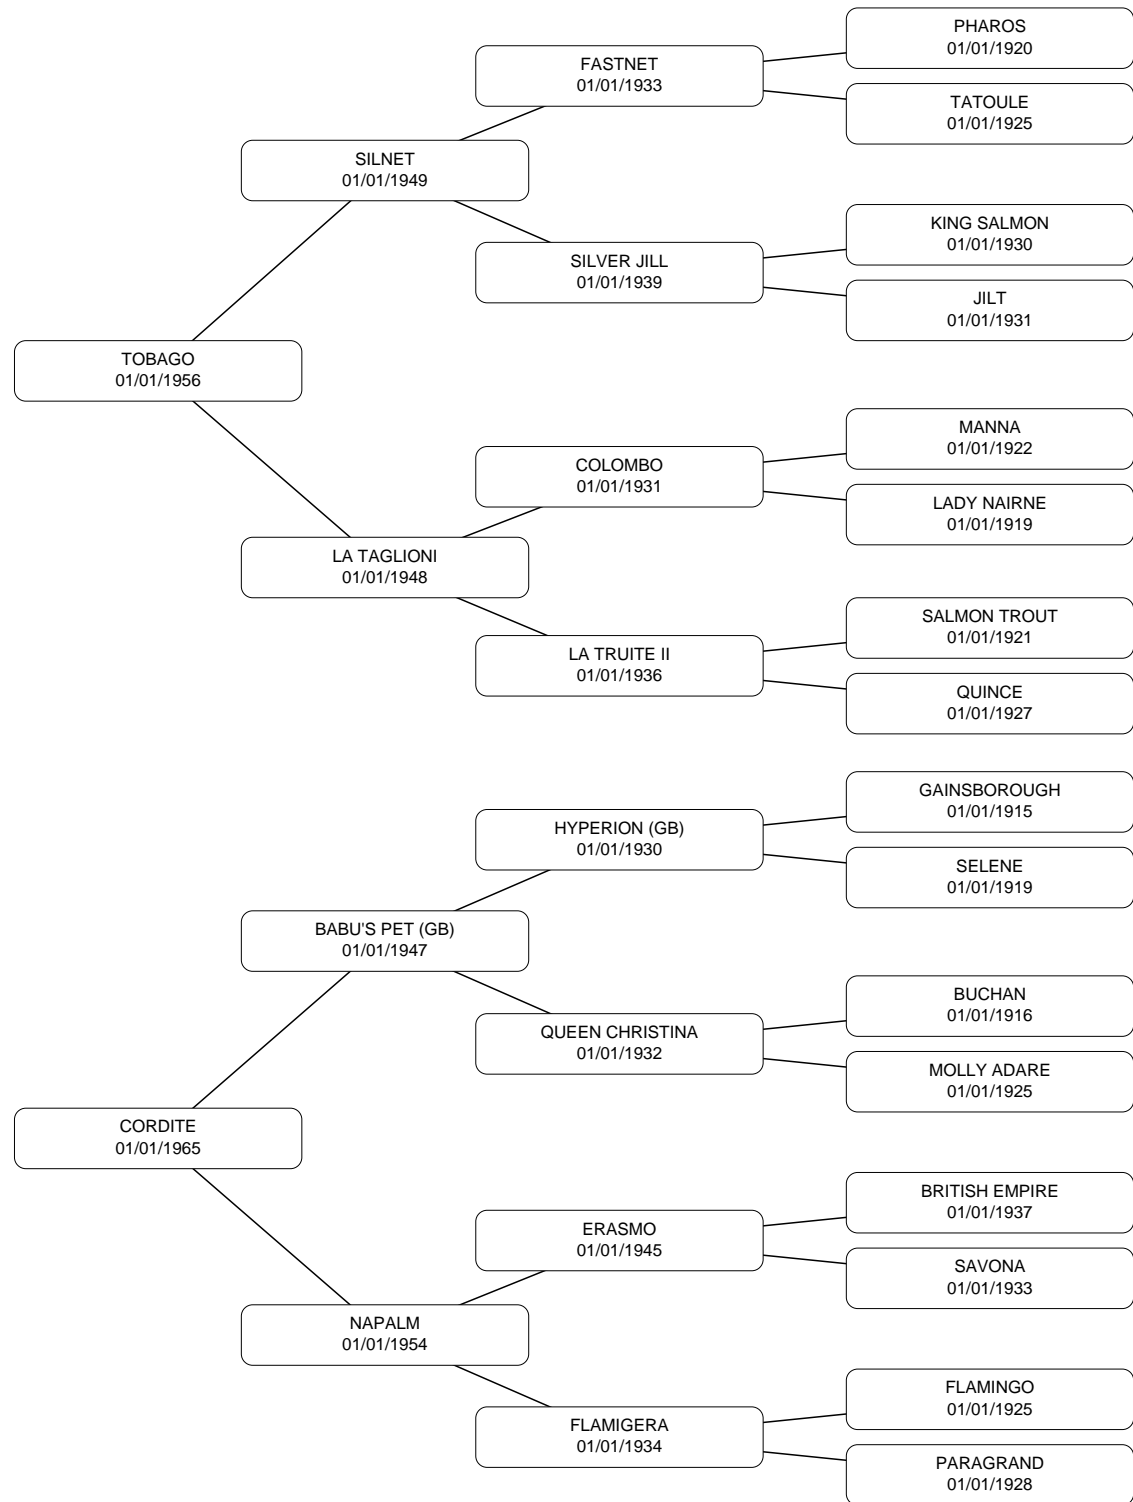 PHAROS
01/01/1920
FASTNET
01/01/1933
TATOULE
01/01/1925
SILNET
01/01/1949
KING SALMON
01/01/1930
SILVER JILL
01/01/1939
JILT
01/01/1931
TOBAGO
01/01/1956
MANNA
01/01/1922
COLOMBO
01/01/1931
LADY NAIRNE
01/01/1919
LA TAGLIONI
01/01/1948
SALMON TROUT
01/01/1921
LA TRUITE II
01/01/1936
QUINCE
01/01/1927
GAINSBOROUGH
01/01/1915
HYPERION (GB)
01/01/1930
SELENE
01/01/1919
BABU'S PET (GB)
01/01/1947
BUCHAN
01/01/1916
QUEEN CHRISTINA
01/01/1932
MOLLY ADARE
01/01/1925
CORDITE
01/01/1965
BRITISH EMPIRE
01/01/1937
ERASMO
01/01/1945
SAVONA
01/01/1933
NAPALM
01/01/1954
FLAMINGO
01/01/1925
FLAMIGERA
01/01/1934
PARAGRAND
01/01/1928